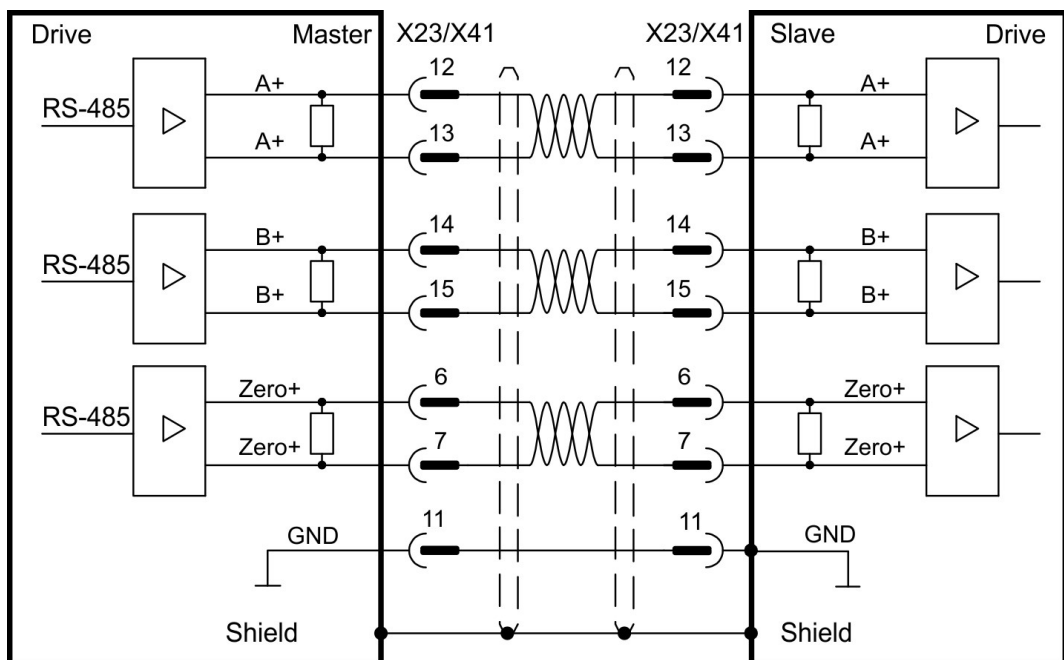 Drive Master X23/X41 X23/X41 Slave Drive
12 12
A+ A+
RS-485
13 13
A+ A+
14 14
B+ B+
RS-485
15 15
B+ B+
6 6
Zero+ Zero+
RS-485
7 7
Zero+ Zero+
11 11
GND GND
Shield Shield